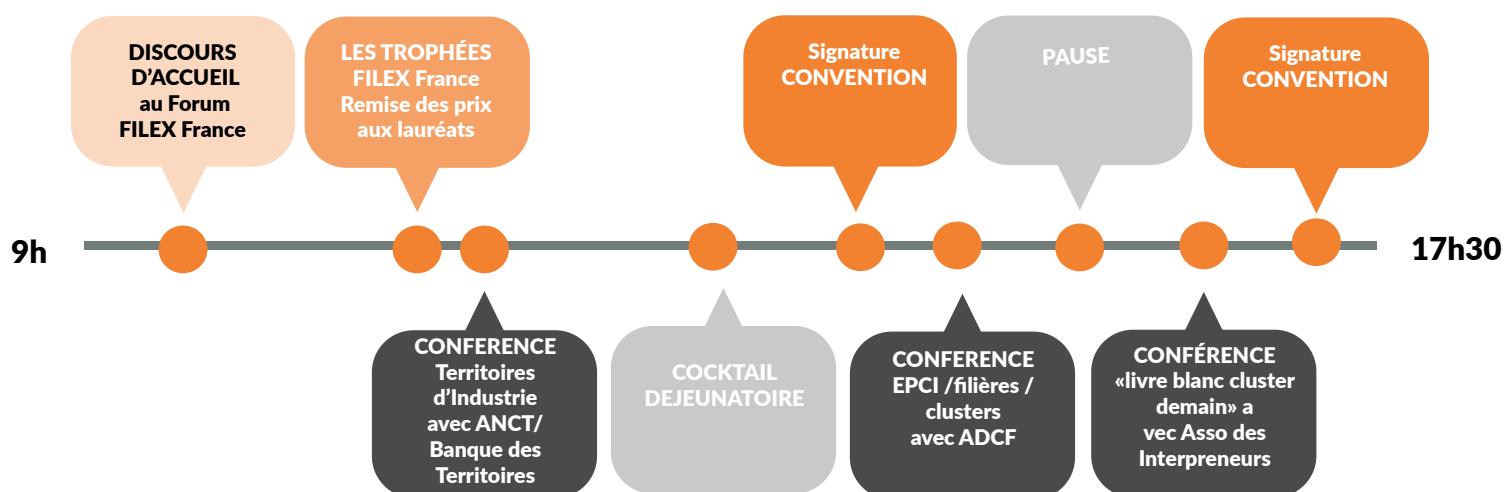 9h
DISCOURS
D'ACCUEIL
au Forum
FILEX France
LES TROPHÉES
FILEX France
Remise des prix
aux lauréats
CONFERENCE
Territoires
d'Industrie
avec ANCT/
Banque des
Territoires
COCKTAIL
DEJEUNATOIRE
Signature
CONVENTION
CONFERENCE
EPCI /filières /
clusters
avec ADCF
PAUSE
CONFÉRENCE
«livre blanc cluster
demain» a
vec Asso des
Interpreneurs
Signature
CONVENTION
17h30